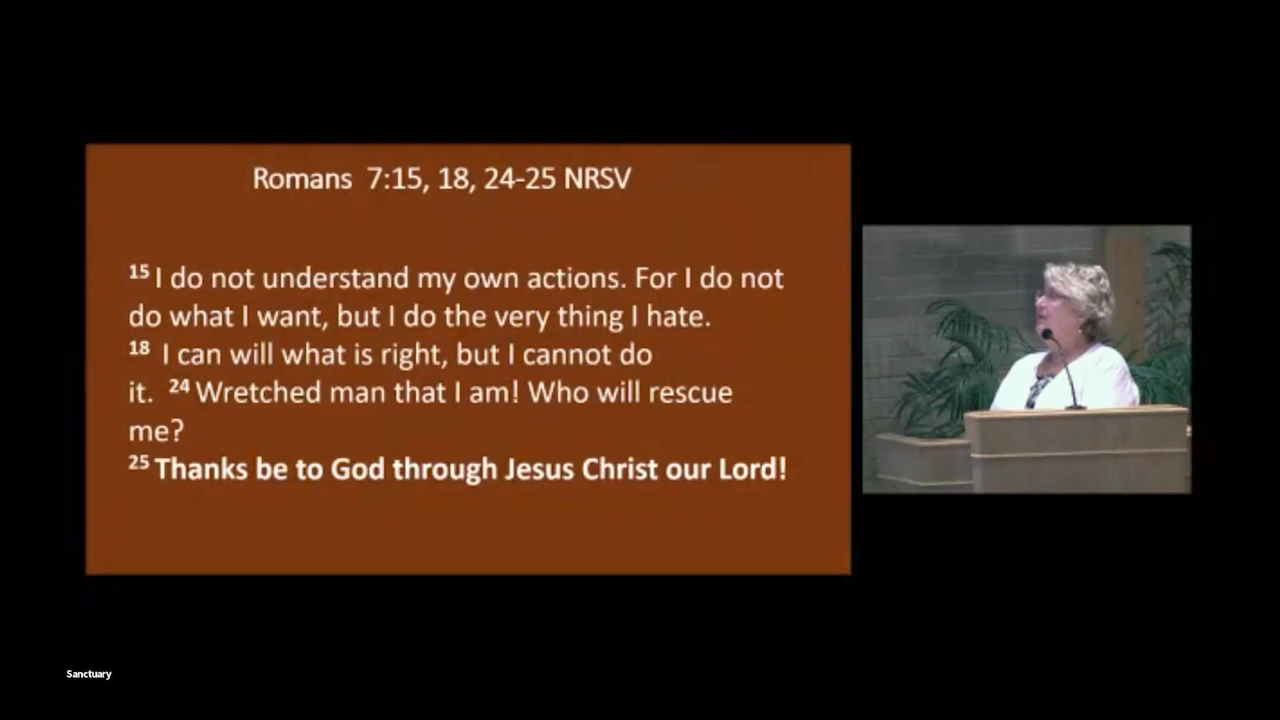 Romans 7:15, 18, 24-25 NRSV
15 I do not understand my own actions. For I do not
do what I want, but I do the very thing I hate.
18 I can will what is right, but I cannot do
it. 24 Wretched man that I am! Who will rescue
me?
25 Thanks be to God through Jesus Christ our Lord!
Sanctuary